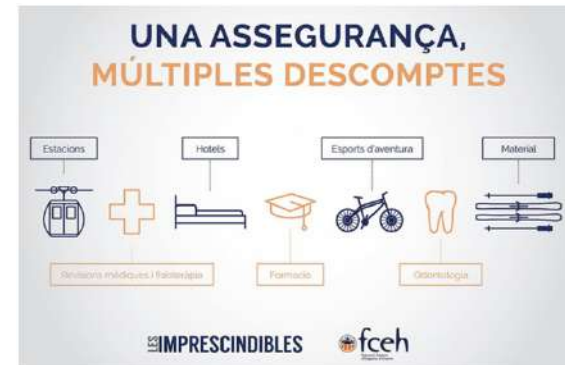 UNA ASSEGURANÇA,
MÚLTIPLES DESCOMPTES
Estacions
Hotels
Esports d'aventura
Material
Revisions mèdiques i fisioteràpia
Formació
Odontologia
LES IMPRESCINDIBLES
fceh